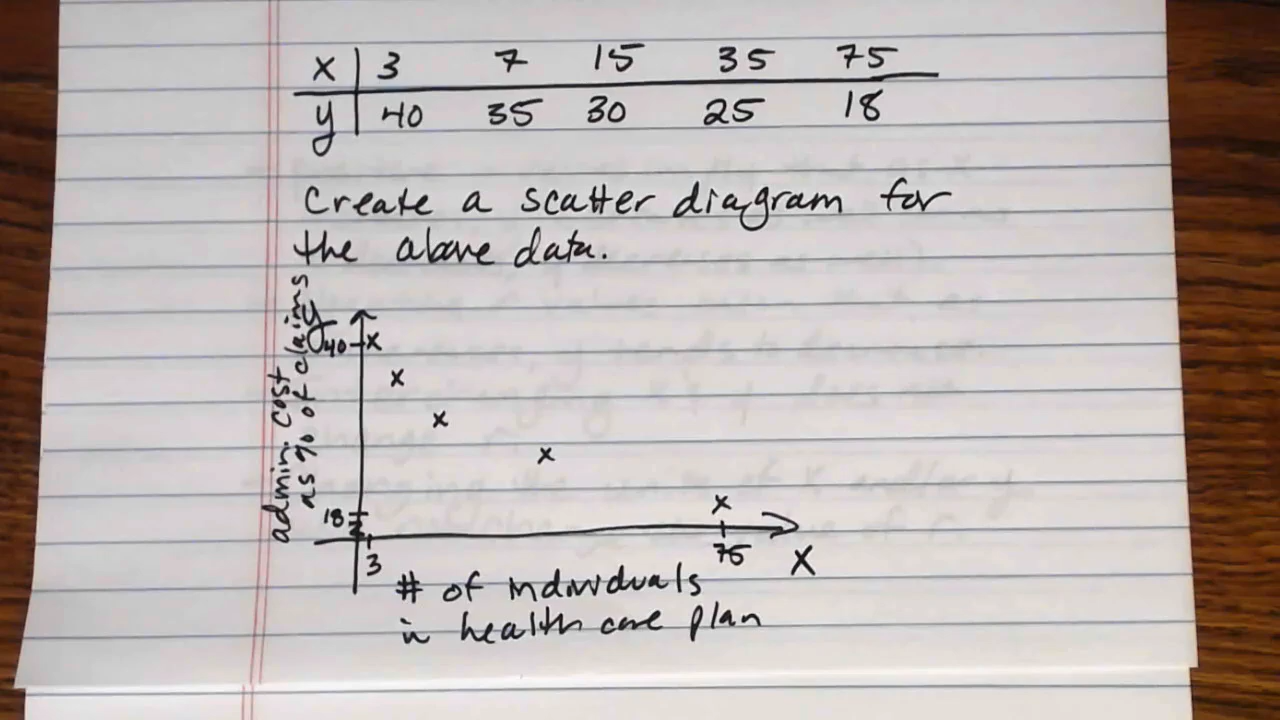 x 3 7 15 35 75
y 40 35 30 25 18
Create a scatter diagram for
the above data.
y
40
admin. cost
as % of claims
18
3
75
x
# of individuals
in health care plan